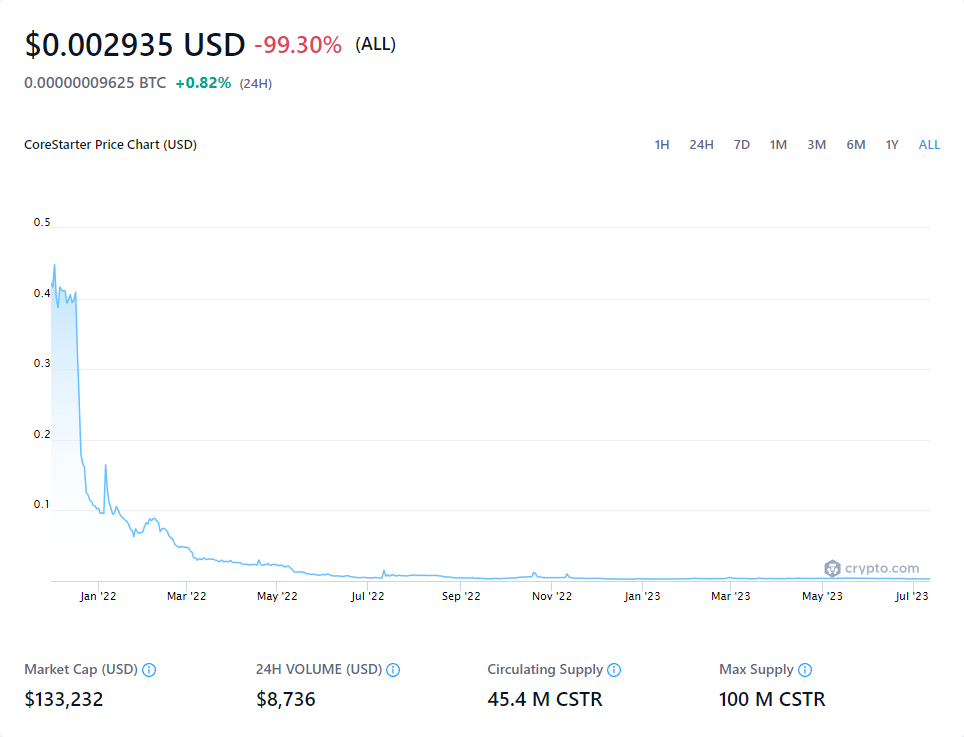 $0.002935 USD -99.30% (ALL)
0.00000009625 BTC +0.82% (24H)
CoreStarter Price Chart (USD) 1H 24H 7D 1M 3M 6M 1Y ALL
0.5
0.4
0.3
0.2
0.1
crypto.com
Jan '22 Mar '22 May '22 Jul '22 Sep '22 Nov '22 Jan '23 Mar '23 May '23 Jul '23
Market Cap (USD) 24H VOLUME (USD) Circulating Supply Max Supply
$133,232 $8,736 45.4 M CSTR 100 M CSTR